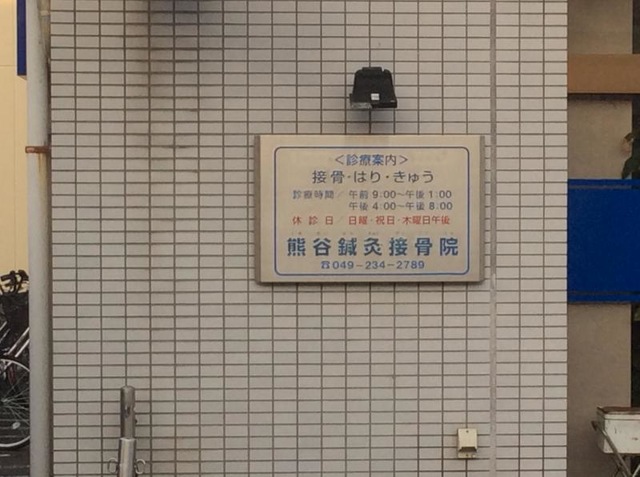 <診療案内>
接骨・はり・きゅう
診療時間/午前 9:00〜午後 1:00
午後 4:00〜午後 8:00
休診日/日曜・祝日・木曜日午後
熊谷鍼灸接骨院
☎049-234-2789